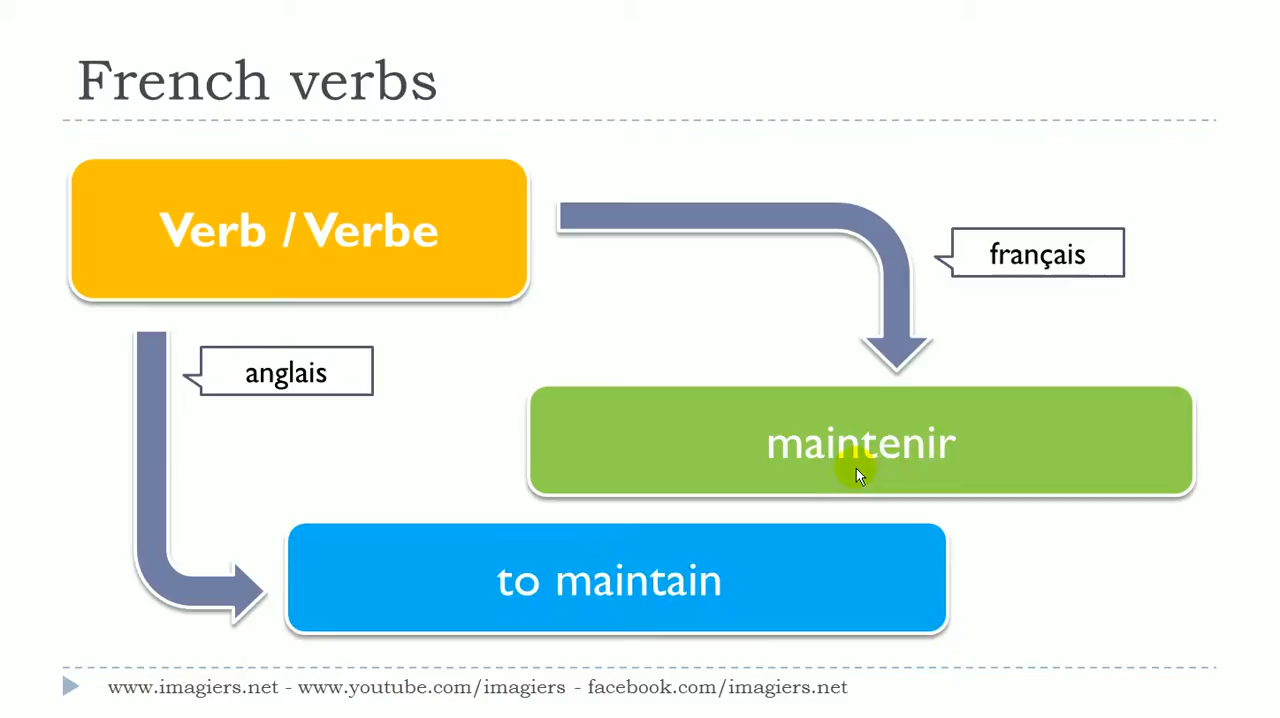 French verbs
Verb / Verbe
français
anglais
maintenir
to maintain
www.imagiers.net - www.youtube.com/imagiers - facebook.com/imagiers.net